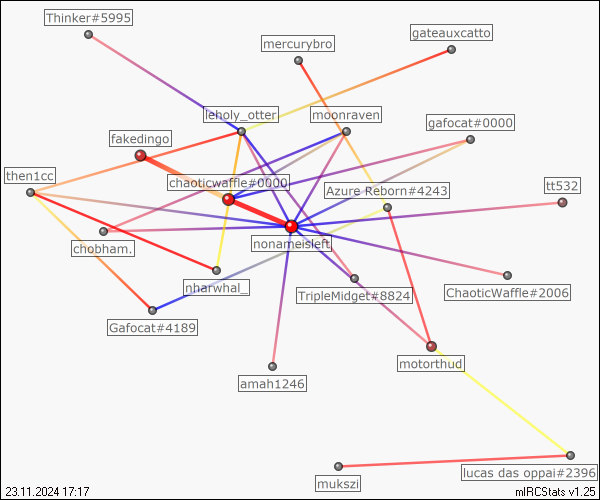 Thinker#5995
gateauxcatto
mercurybro
leholy_otter
moonraven
gafocat#0000
fakedingo
then1cc
chaoticwaffle#0000
Azure Reborn#4243
tt532
chobham.
nonameisleft
nharwhal_
TripleMidget#8824
ChaoticWaffle#2006
Gafocat#4189
motorthud
amah1246
lucas das oppai#2396
mukszi
23.11.2024 17:17
mIRCStats v1.25